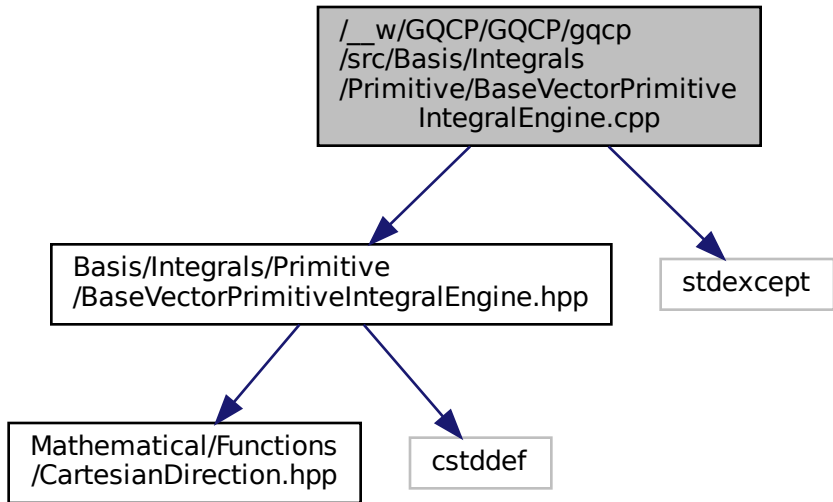 /__w/GQCP/GQCP/gqcp
/src/Basis/Integrals
/Primitive/BaseVectorPrimitive
IntegralEngine.cpp
Basis/Integrals/Primitive
/BaseVectorPrimitiveIntegralEngine.hpp
stdexcept
Mathematical/Functions
/CartesianDirection.hpp
cstddef